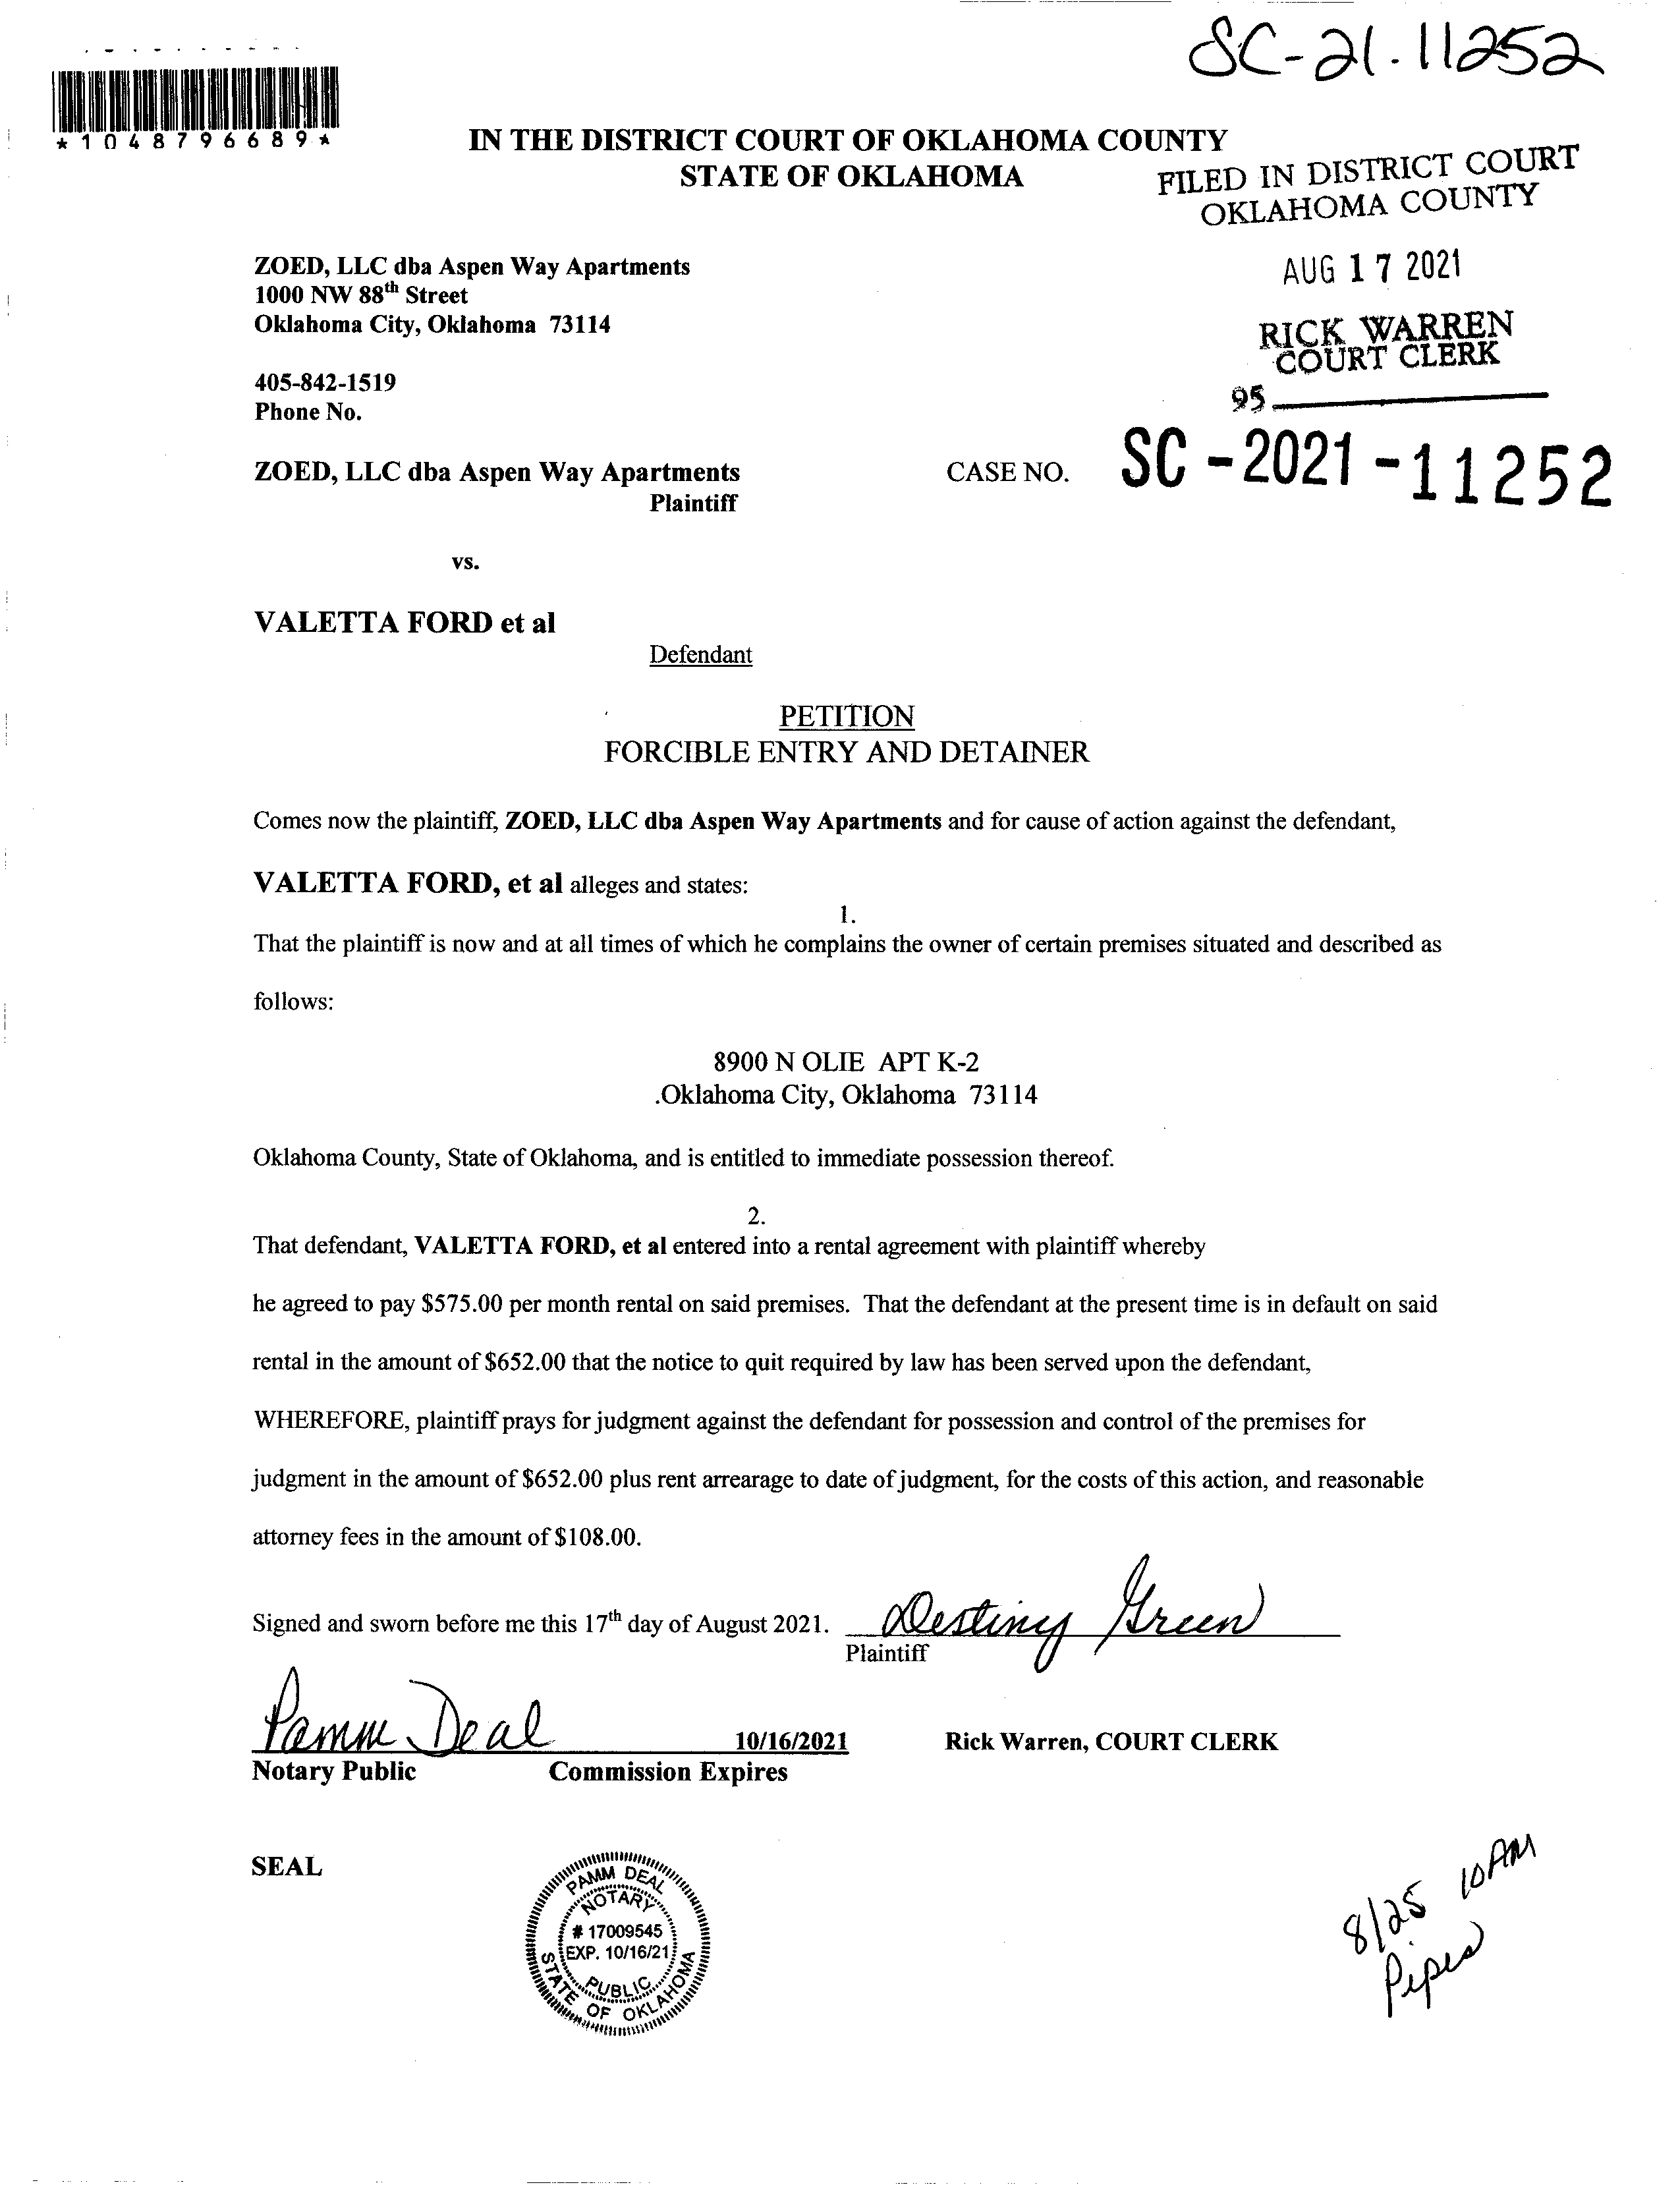 SC-21-11252
*1048796689*
IN THE DISTRICT COURT OF OKLAHOMA COUNTY
STATE OF OKLAHOMA
FILED IN DISTRICT COURT
OKLAHOMA COUNTY
ZOED, LLC dba Aspen Way Apartments
1000 NW 88th Street
Oklahoma City, Oklahoma 73114
AUG 17 2021
RICK WARREN
COURT CLERK
405-842-1519
Phone No.
95
ZOED, LLC dba Aspen Way Apartments
Plaintiff
CASE NO. SC-2021-11252
vs.
VALETTA FORD et al
Defendant
PETITION
FORCIBLE ENTRY AND DETAINER
Comes now the plaintiff, ZOED, LLC dba Aspen Way Apartments and for cause of action against the defendant,
VALETTA FORD, et al alleges and states:
1.
That the plaintiff is now and at all times of which he complains the owner of certain premises situated and described as
follows:
8900 N OLIE APT K-2
.Oklahoma City, Oklahoma 73114
Oklahoma County, State of Oklahoma, and is entitled to immediate possession thereof.
2.
That defendant, VALETTA FORD, et al entered into a rental agreement with plaintiff whereby
he agreed to pay $575.00 per month rental on said premises. That the defendant at the present time is in default on said
rental in the amount of $652.00 that the notice to quit required by law has been served upon the defendant,
WHEREFORE, plaintiff prays for judgment against the defendant for possession and control of the premises for
judgment in the amount of $652.00 plus rent arrearage to date of judgment, for the costs of this action, and reasonable
attorney fees in the amount of $108.00.
Signed and sworn before me this 17th day of August 2021. Destiny Green
Plaintiff
Pamm Deal 10/16/2021 Rick Warren, COURT CLERK
Notary Public Commission Expires
SEAL
PAMM DEAL
NOTARY
# 17009545
EXP. 10/16/21
PUBLIC
STATE OF OKLAHOMA
8/25 10AM
Pipes